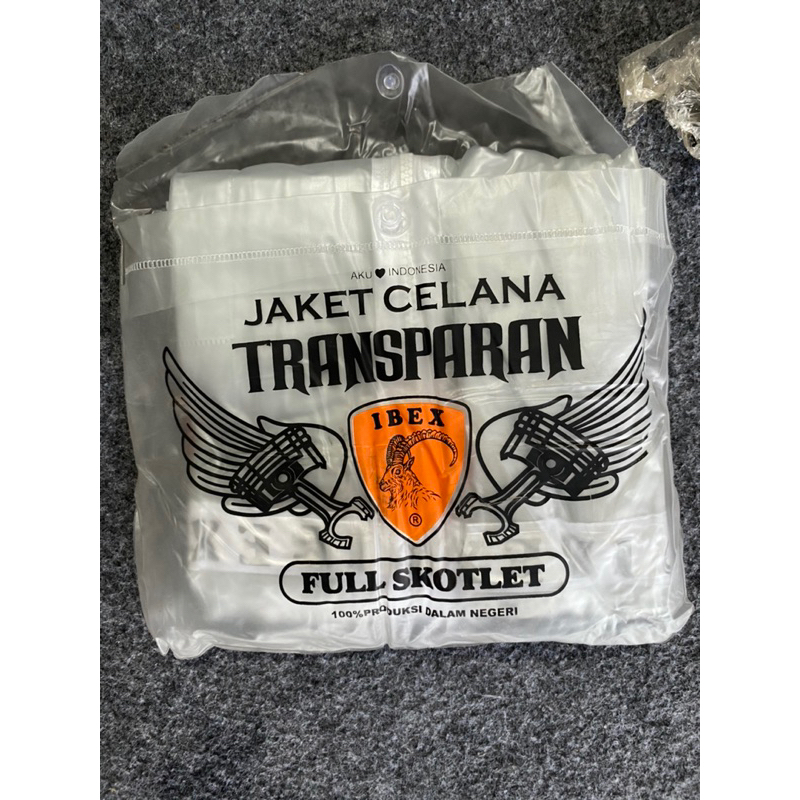 AKU ♥ INDONESIA
JAKET CELANA
TRANSPARAN
IBEX
®
FULL SKOTLET
100%PRODUKSI DALAM NEGERI